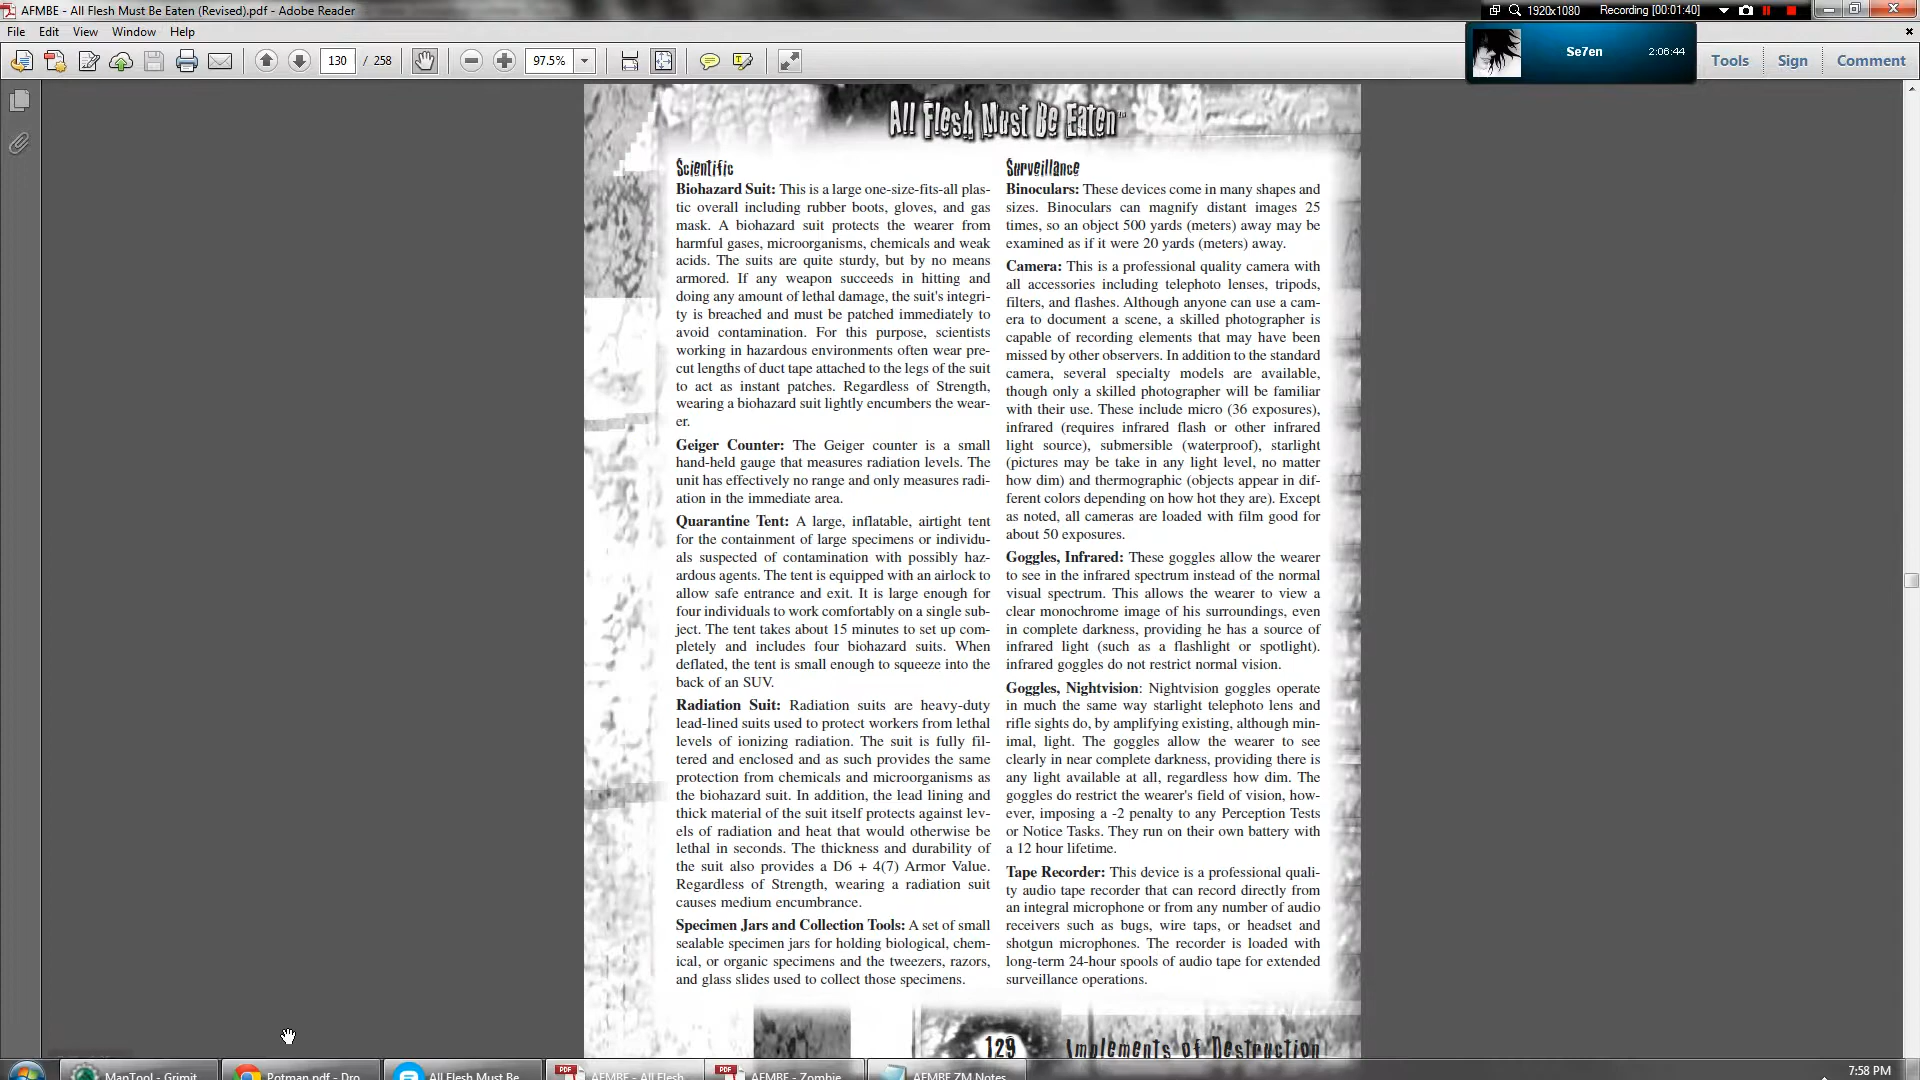 AFMBE - All Flesh Must Be Eaten (Revised).pdf - Adobe Reader
1920x1080
Recording [00:01:40]
File Edit View Window Help
130 / 258
97.5%
Se7en
2:06:44
Tools Sign Comment
All Flesh Must Be Eaten™
Scientific
Biohazard Suit: This is a large one-size-fits-all plas-
tic overall including rubber boots, gloves, and gas
mask. A biohazard suit protects the wearer from
harmful gases, microorganisms, chemicals and weak
acids. The suits are quite sturdy, but by no means
armored. If any weapon succeeds in hitting and
doing any amount of lethal damage, the suit's integri-
ty is breached and must be patched immediately to
avoid contamination. For this purpose, scientists
working in hazardous environments often wear pre-
cut lengths of duct tape attached to the legs of the suit
to act as instant patches. Regardless of Strength,
wearing a biohazard suit lightly encumbers the wear-
er.
Geiger Counter: The Geiger counter is a small
hand-held gauge that measures radiation levels. The
unit has effectively no range and only measures radi-
ation in the immediate area.
Quarantine Tent: A large, inflatable, airtight tent
for the containment of large specimens or individu-
als suspected of contamination with possibly haz-
ardous agents. The tent is equipped with an airlock to
allow safe entrance and exit. It is large enough for
four individuals to work comfortably on a single sub-
ject. The tent takes about 15 minutes to set up com-
pletely and includes four biohazard suits. When
deflated, the tent is small enough to squeeze into the
back of an SUV.
Radiation Suit: Radiation suits are heavy-duty
lead-lined suits used to protect workers from lethal
levels of ionizing radiation. The suit is fully fil-
tered and enclosed and as such provides the same
protection from chemicals and microorganisms as
the biohazard suit. In addition, the lead lining and
thick material of the suit itself protects against lev-
els of radiation and heat that would otherwise be
lethal in seconds. The thickness and durability of
the suit also provides a D6 + 4(7) Armor Value.
Regardless of Strength, wearing a radiation suit
causes medium encumbrance.
Specimen Jars and Collection Tools: A set of small
sealable specimen jars for holding biological, chem-
ical, or organic specimens and the tweezers, razors,
and glass slides used to collect those specimens.
Surveillance
Binoculars: These devices come in many shapes and
sizes. Binoculars can magnify distant images 25
times, so an object 500 yards (meters) away may be
examined as if it were 20 yards (meters) away.
Camera: This is a professional quality camera with
all accessories including telephoto lenses, tripods,
filters, and flashes. Although anyone can use a cam-
era to document a scene, a skilled photographer is
capable of recording elements that may have been
missed by other observers. In addition to the standard
camera, several specialty models are available,
though only a skilled photographer will be familiar
with their use. These include micro (36 exposures),
infrared (requires infrared flash or other infrared
light source), submersible (waterproof), starlight
(pictures may be take in any light level, no matter
how dim) and thermographic (objects appear in dif-
ferent colors depending on how hot they are). Except
as noted, all cameras are loaded with film good for
about 50 exposures.
Goggles, Infrared: These goggles allow the wearer
to see in the infrared spectrum instead of the normal
visual spectrum. This allows the wearer to view a
clear monochrome image of his surroundings, even
in complete darkness, providing he has a source of
infrared light (such as a flashlight or spotlight).
infrared goggles do not restrict normal vision.
Goggles, Nightvision: Nightvision goggles operate
in much the same way starlight telephoto lens and
rifle sights do, by amplifying existing, although min-
imal, light. The goggles allow the wearer to see
clearly in near complete darkness, providing there is
any light available at all, regardless how dim. The
goggles do restrict the wearer's field of vision, how-
ever, imposing a -2 penalty to any Perception Tests
or Notice Tasks. They run on their own battery with
a 12 hour lifetime.
Tape Recorder: This device is a professional quali-
ty audio tape recorder that can record directly from
an integral microphone or from any number of audio
receivers such as bugs, wire taps, or headset and
shotgun microphones. The recorder is loaded with
long-term 24-hour spools of audio tape for extended
surveillance operations.
129 Implements of Destruction
MapTool - Grimit
Potman.pdf - Dro
All Flesh Must Be
AFMBE - All Flesh
AFMBE - Zombie
AFMBE ZM Notes
7:58 PM